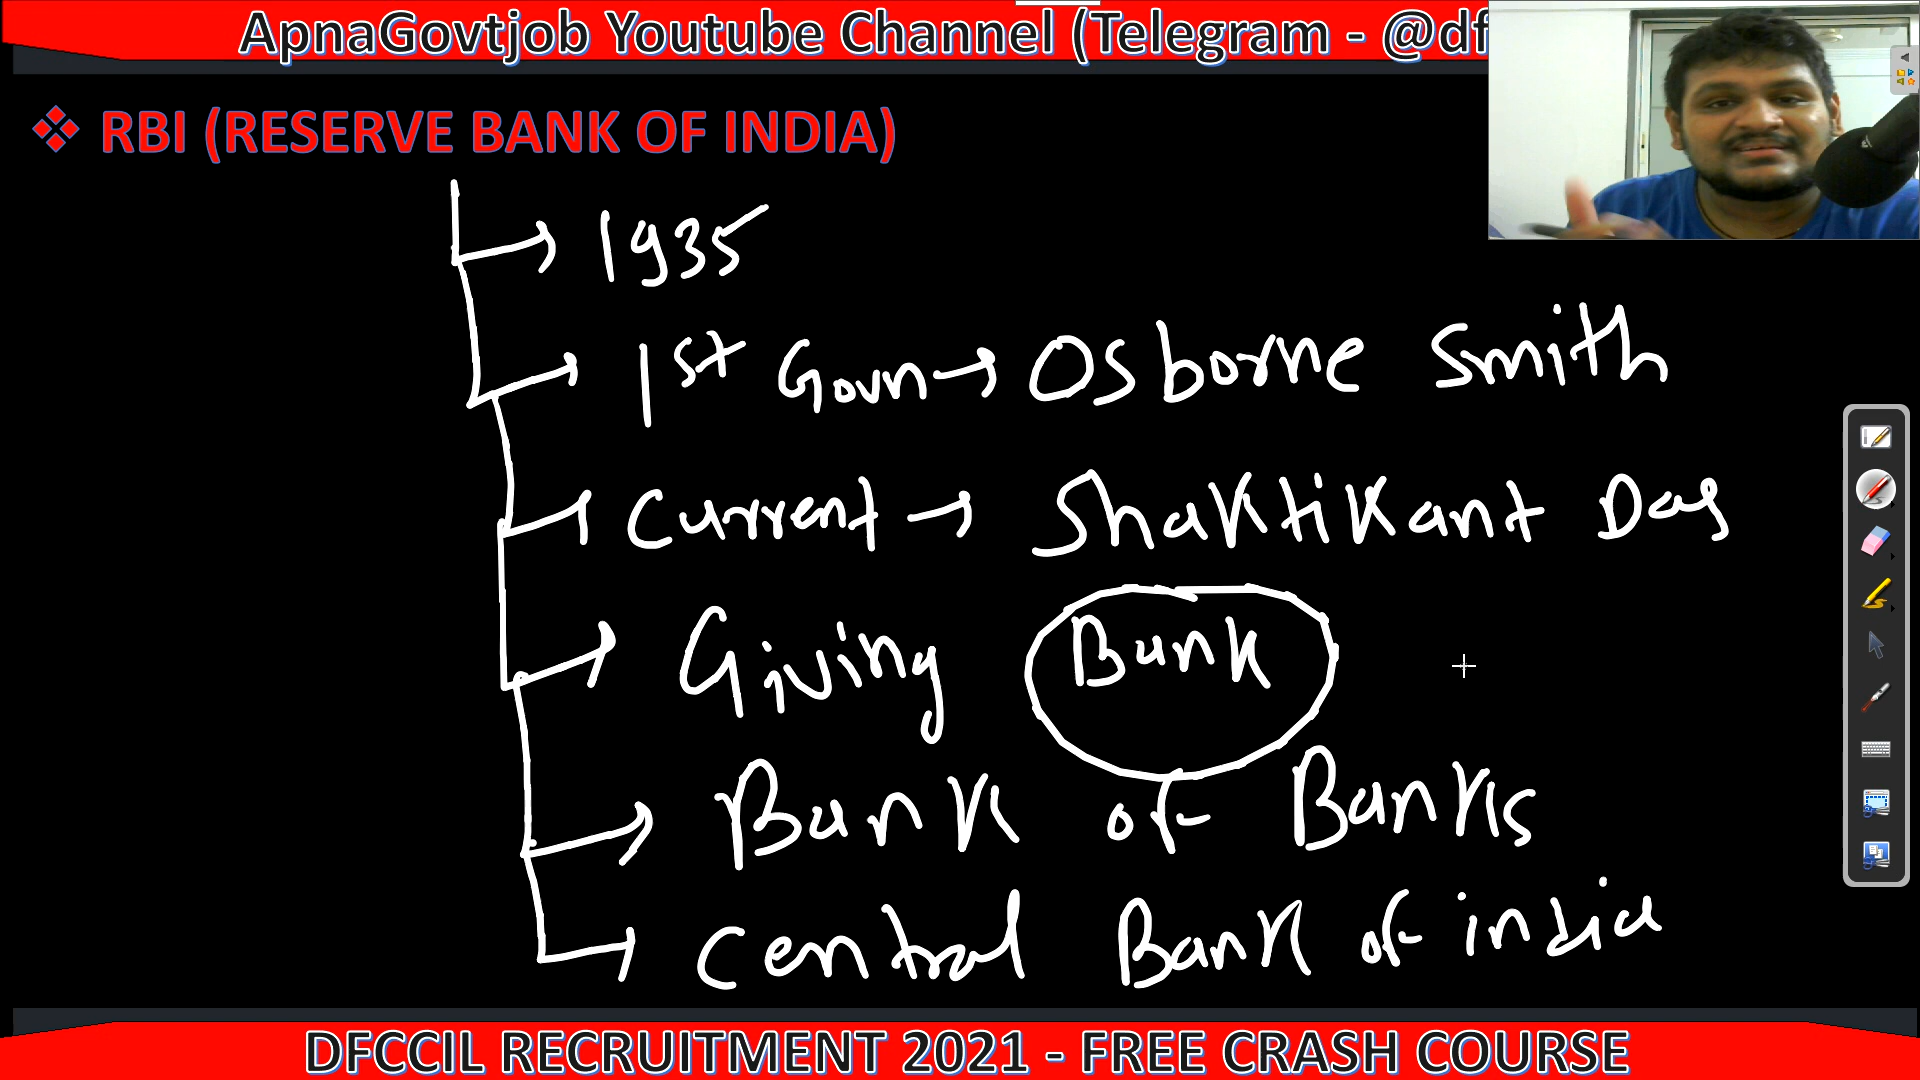 ApnaGovtjob Youtube Channel (Telegram - @df
❖ RBI (RESERVE BANK OF INDIA)
→ 1935
→ 1st Govn → Osborne Smith
→ Current → Shaktikant Das
→ Giving Bank
→ Bank of Banks
→ Central Bank of india
DFCCIL RECRUITMENT 2021 - FREE CRASH COURSE